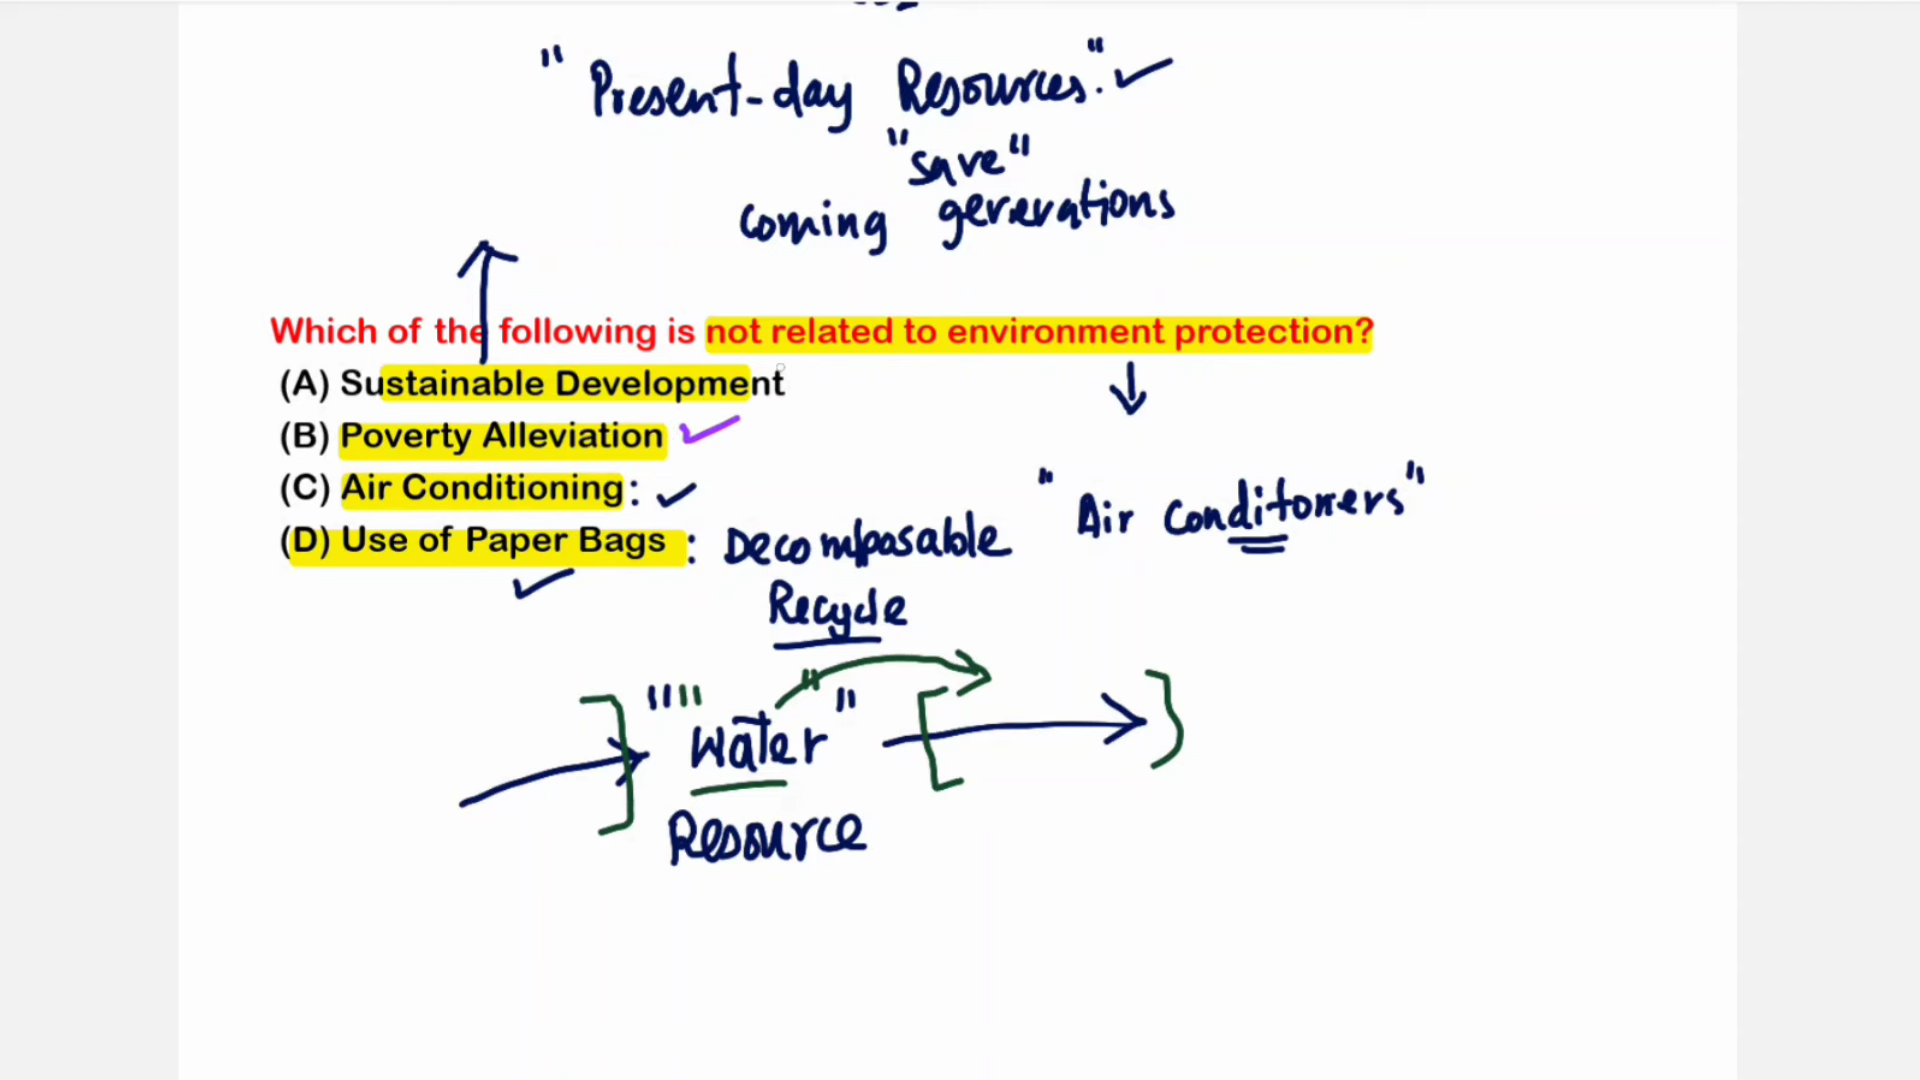 "Present-day Resources."
"save"
coming generations
Which of the following is not related to environment protection?
(A) Sustainable Development
(B) Poverty Alleviation
(C) Air Conditioning:
(D) Use of Paper Bags : Decomposable
"Air Conditoners"
Recycle
"" "Water" "
Resource